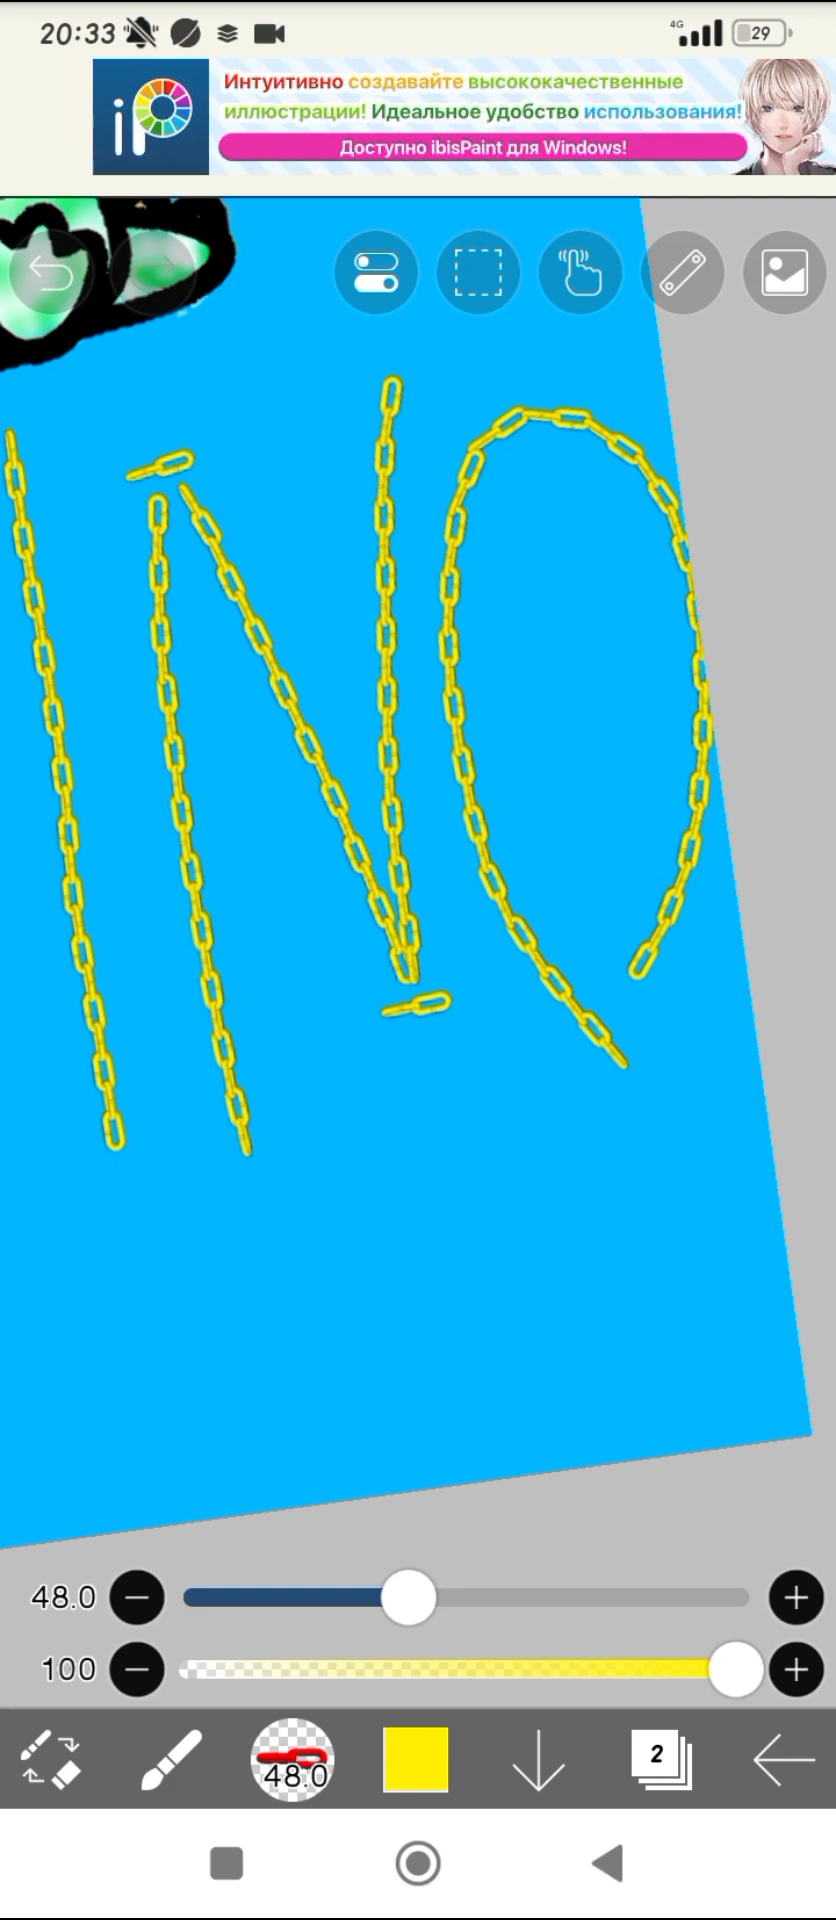 20:33 4G 29
iP Интуитивно создавайте высококачественные
иллюстрации! Идеальное удобство использования!
Доступно ibisPaint для Windows!
INO
48.0
100
48.0 2